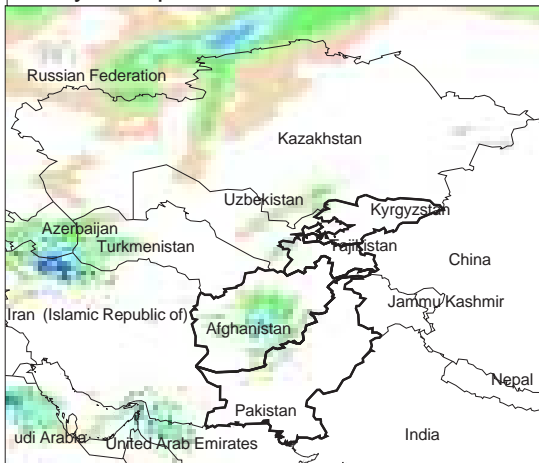 Russian Federation
Kazakhstan
Uzbekistan
Kyrgyzstan
Azerbaijan
Turkmenistan
Tajikistan
China
Iran (Islamic Republic of)
Jammu/Kashmir
Afghanistan
Nepal
Pakistan
udi Arabia
United Arab Emirates
India